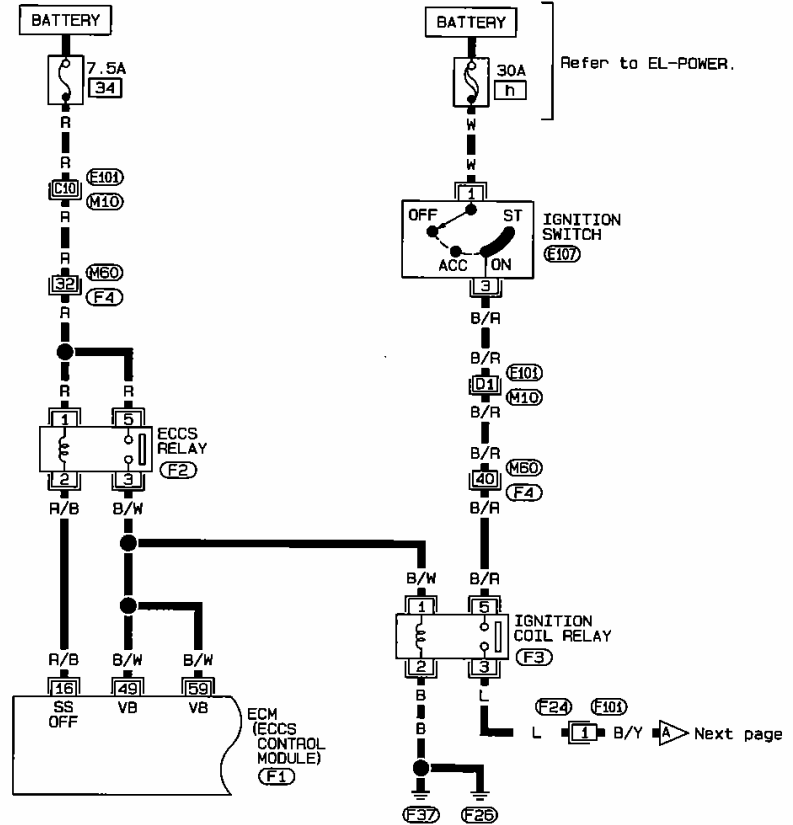 BATTERY
7.5A
34
R
R
C10
E101
M10
R
R
32
M60
F4
R
R
R
1
5
ECCS
RELAY
F2
2
3
R/B
B/W
R/B
B/W
B/W
16
49
59
SS
OFF
VB
VB
ECM
(ECCS
CONTROL
MODULE)
F1
BATTERY
30A
h
Refer to EL-POWER.
W
W
1
OFF
ST
ACC
ON
IGNITION
SWITCH
E107
3
B/R
B/R
D1
E101
M10
B/R
B/R
40
M60
F4
B/R
B/W
B/R
1
5
IGNITION
COIL RELAY
F3
2
3
B
L
B
L
F24
F101
1
B/Y
A
Next page
F37
F26